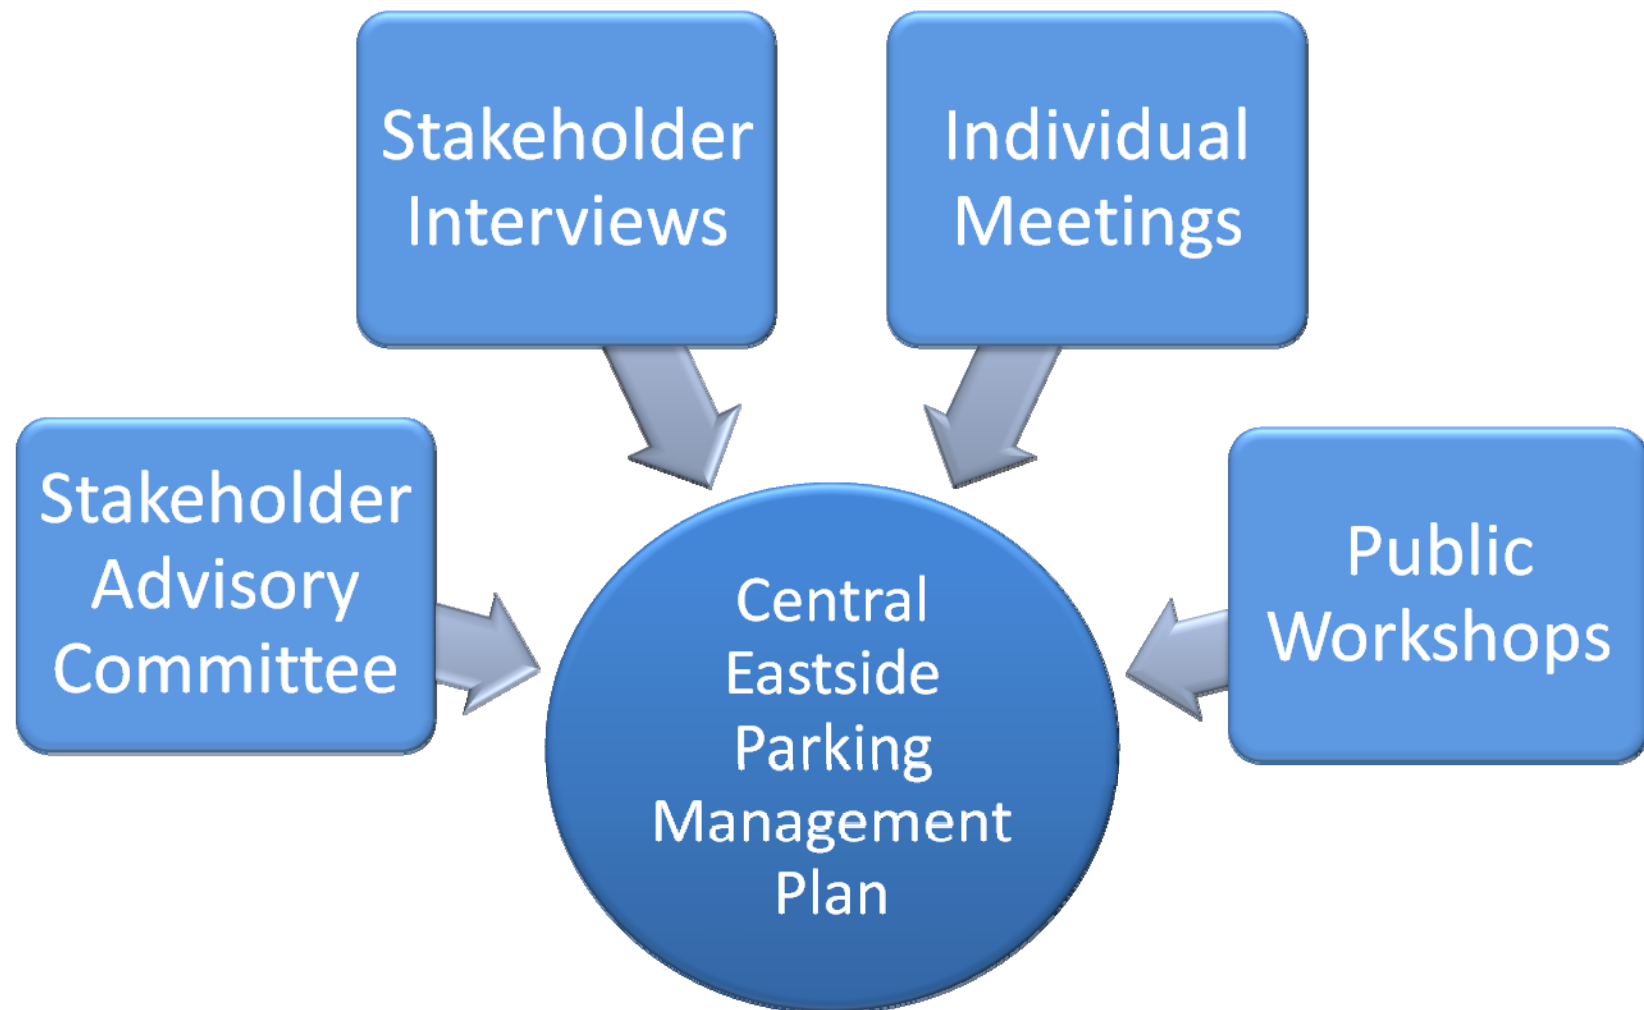 Stakeholder
Interviews
Individual
Meetings
Stakeholder
Advisory
Committee
Public
Workshops
Central
Eastside
Parking
Management
Plan